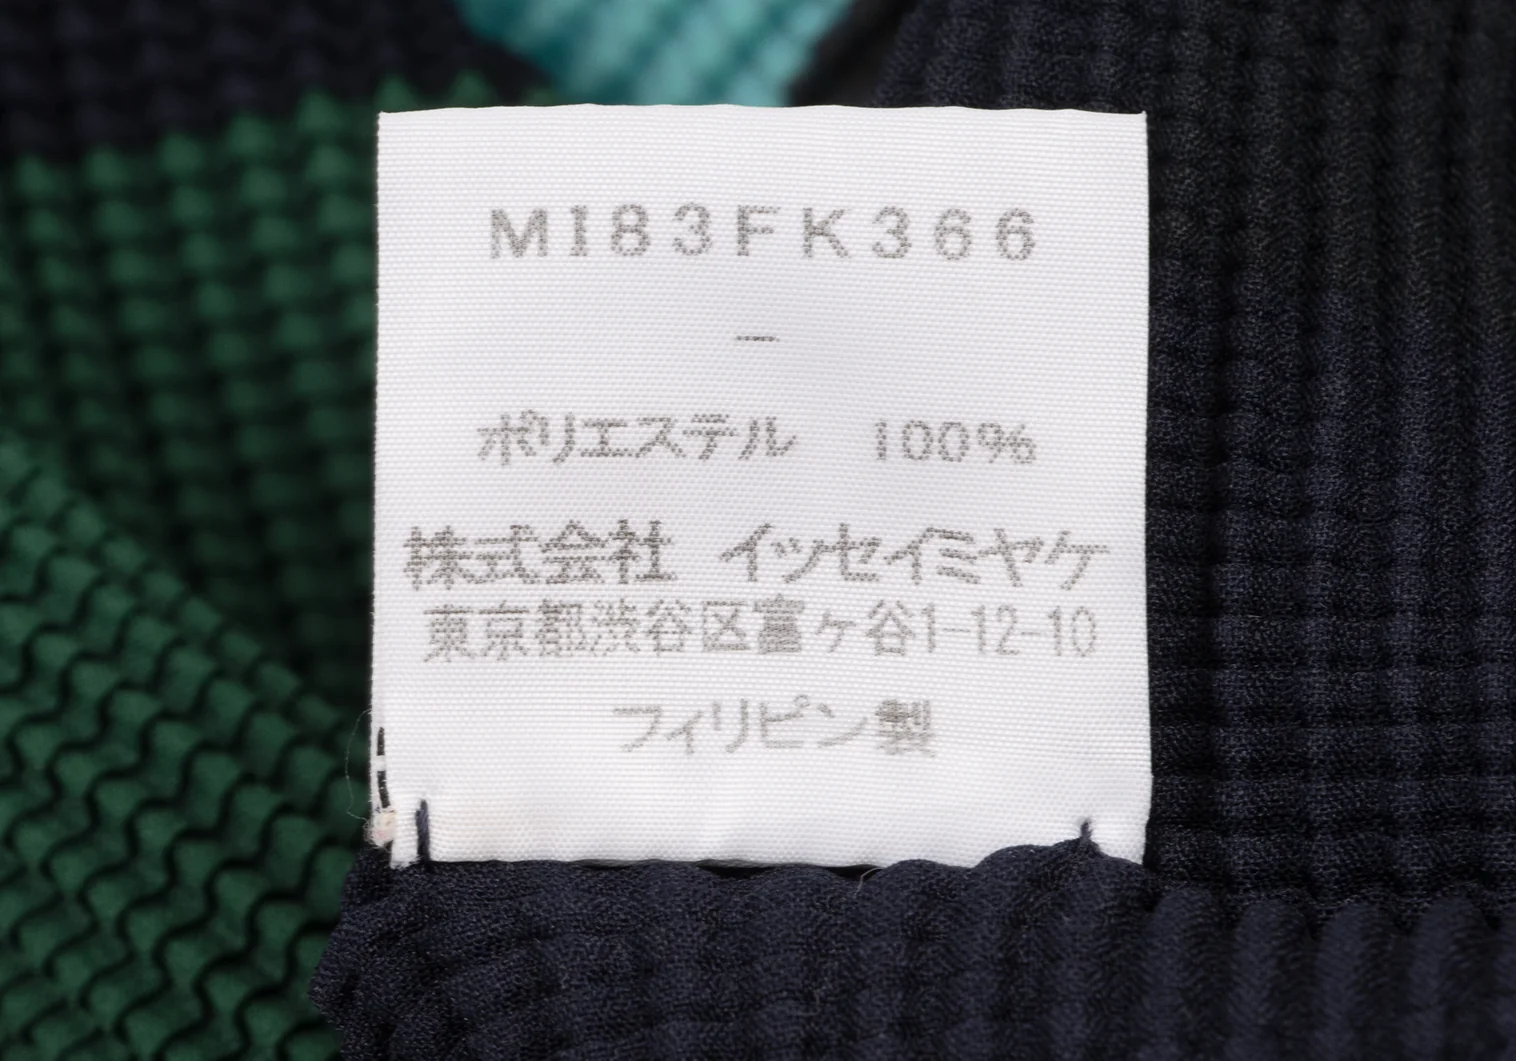 MI83FK366
－
ポリエステル　100%
株式会社　イッセイミヤケ
東京都渋谷区富ヶ谷1-12-10
フィリピン製